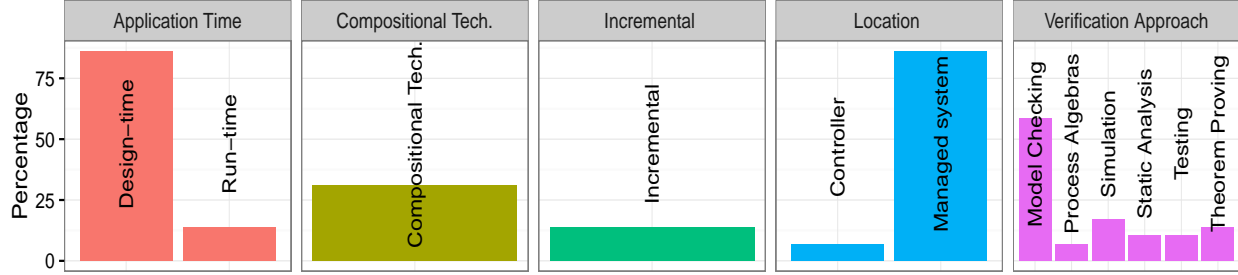 Application Time
Compositional Tech.
Incremental
Location
Verification Approach
Percentage
75
50
25
0
Design−time
Run−time
Compositional Tech.
Incremental
Controller
Managed system
Model Checking
Process Algebras
Simulation
Static Analysis
Testing
Theorem Proving